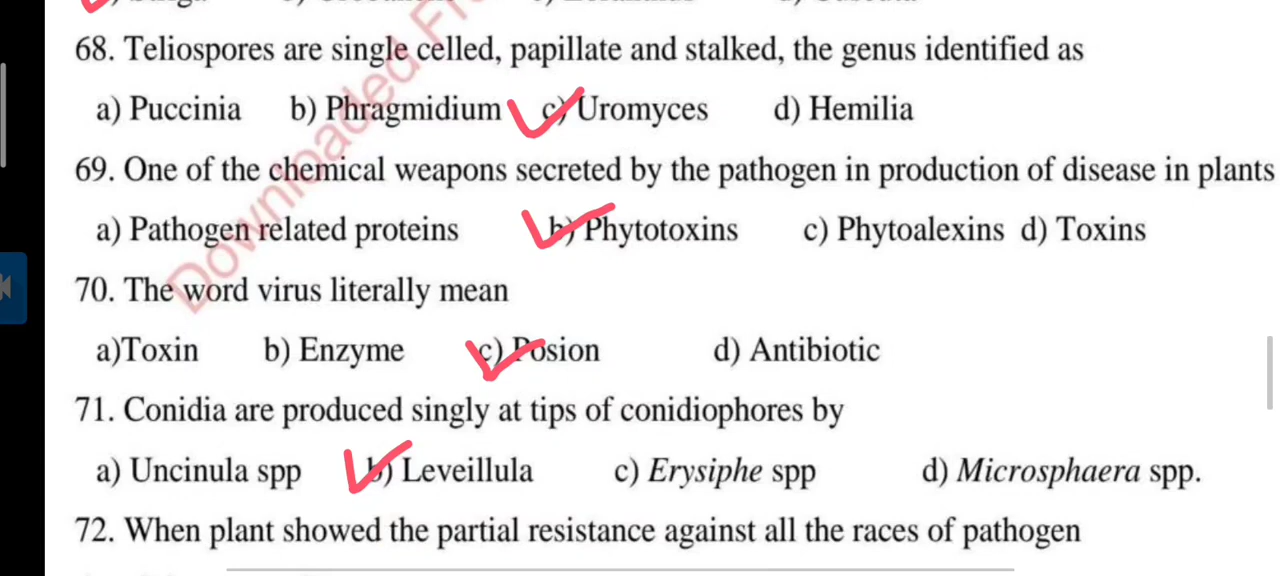 68. Teliospores are single celled, papillate and stalked, the genus identified as
a) Puccinia b) Phragmidium c) Uromyces d) Hemilia
69. One of the chemical weapons secreted by the pathogen in production of disease in plants
a) Pathogen related proteins b) Phytotoxins c) Phytoalexins d) Toxins
70. The word virus literally mean
a)Toxin b) Enzyme c) Posion d) Antibiotic
71. Conidia are produced singly at tips of conidiophores by
a) Uncinula spp b) Leveillula c) Erysiphe spp d) Microsphaera spp.
72. When plant showed the partial resistance against all the races of pathogen
Downloaded